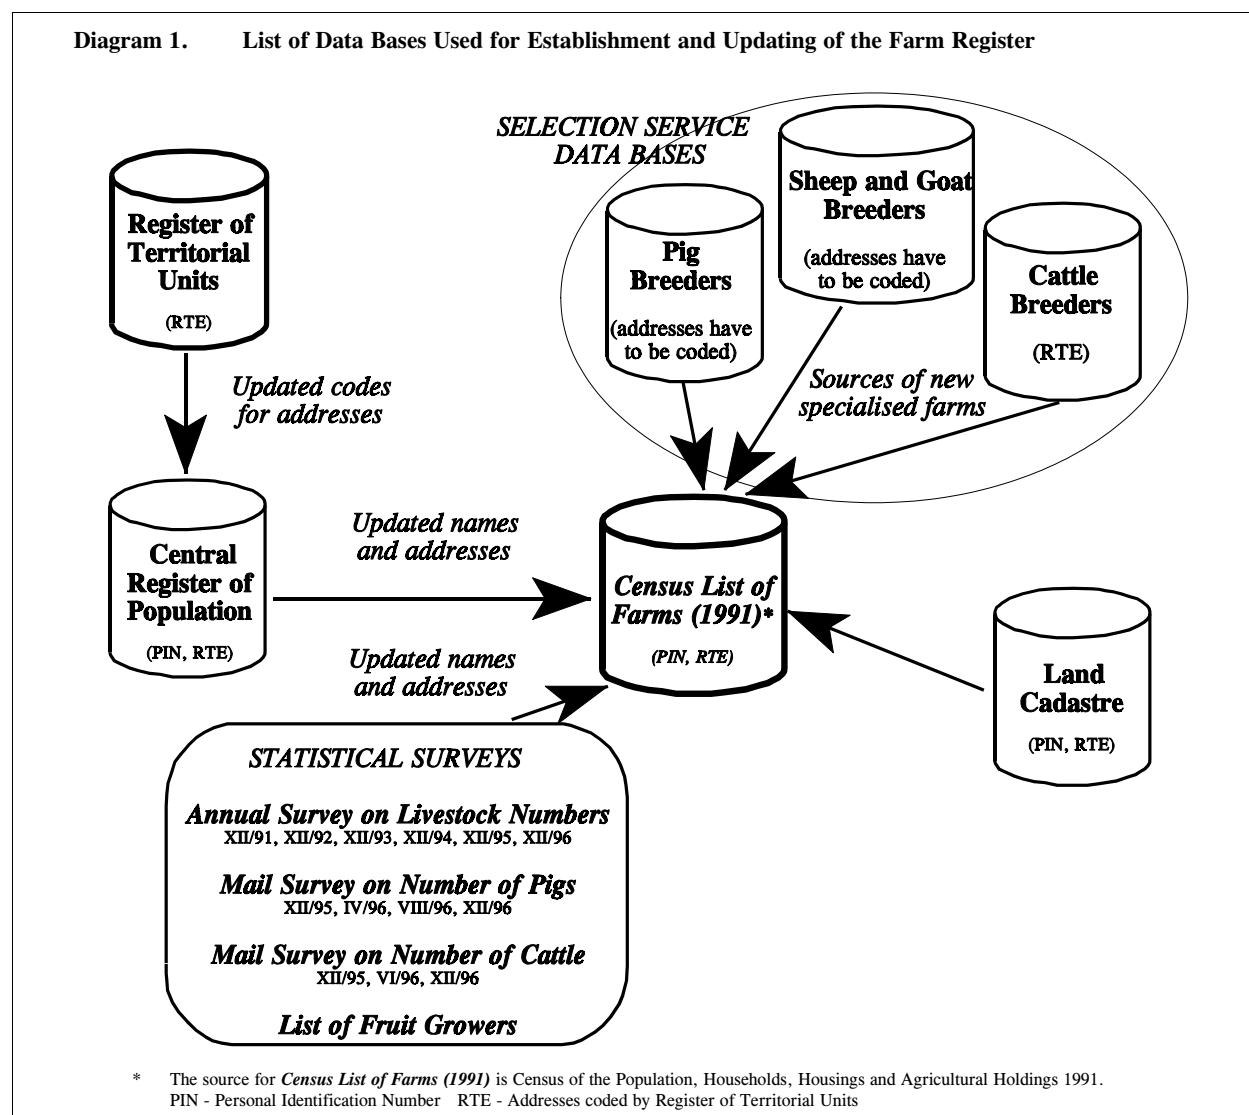 Diagram 1. List of Data Bases Used for Establishment and Updating of the Farm Register
SELECTION SERVICE
DATA BASES
Register of
Territorial
Units
(RTE)
Pig
Breeders
(addresses have
to be coded)
Sheep and Goat
Breeders
(addresses have
to be coded)
Cattle
Breeders
(RTE)
Updated codes
for addresses
Sources of new
specialised farms
Central
Register of
Population
(PIN, RTE)
Updated names
and addresses
Census List of
Farms (1991)*
(PIN, RTE)
Land
Cadastre
(PIN, RTE)
Updated names
and addresses
STATISTICAL SURVEYS
Annual Survey on Livestock Numbers
XII/91, XII/92, XII/93, XII/94, XII/95, XII/96
Mail Survey on Number of Pigs
XII/95, IV/96, VIII/96, XII/96
Mail Survey on Number of Cattle
XII/95, VI/96, XII/96
List of Fruit Growers
* The source for Census List of Farms (1991) is Census of the Population, Households, Housings and Agricultural Holdings 1991.
PIN - Personal Identification Number RTE - Addresses coded by Register of Territorial Units